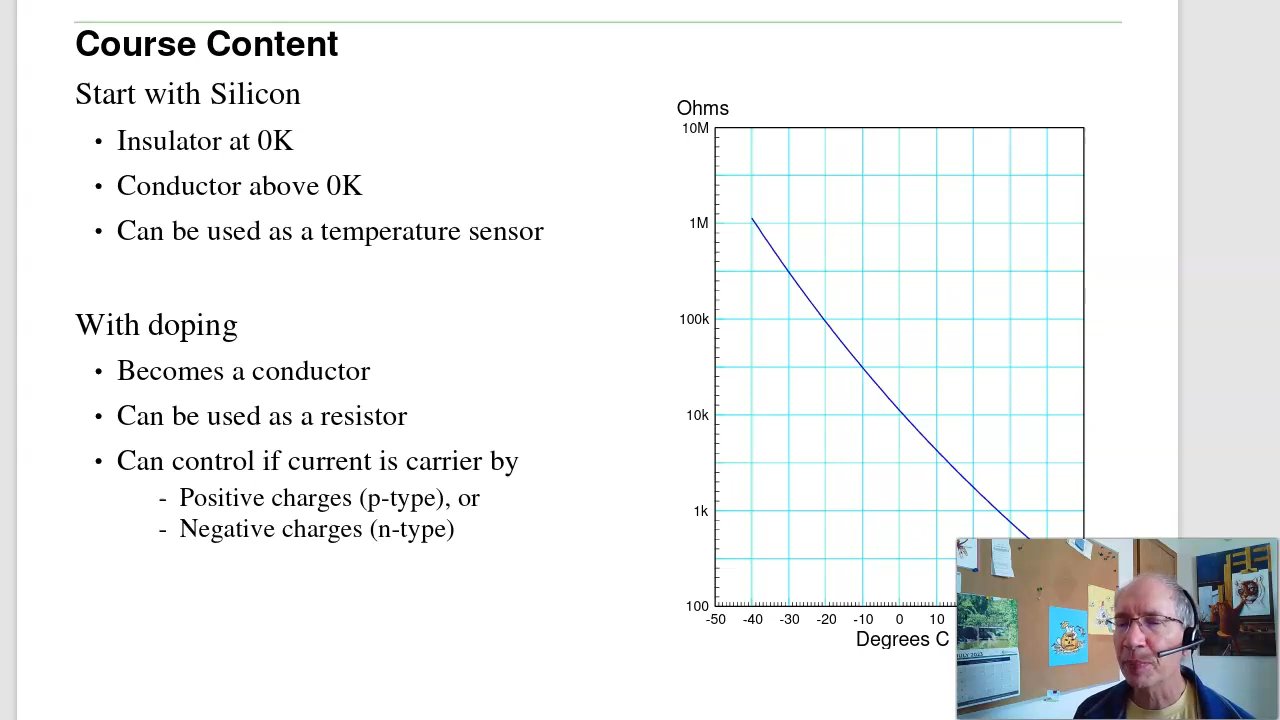 Course Content
Start with Silicon
• Insulator at 0K
• Conductor above 0K
• Can be used as a temperature sensor
With doping
• Becomes a conductor
• Can be used as a resistor
• Can control if current is carrier by
- Positive charges (p-type), or
- Negative charges (n-type)
Ohms
10M
1M
100k
10k
1k
100
-50 -40 -30 -20 -10 0 10
Degrees C
JULY 2023